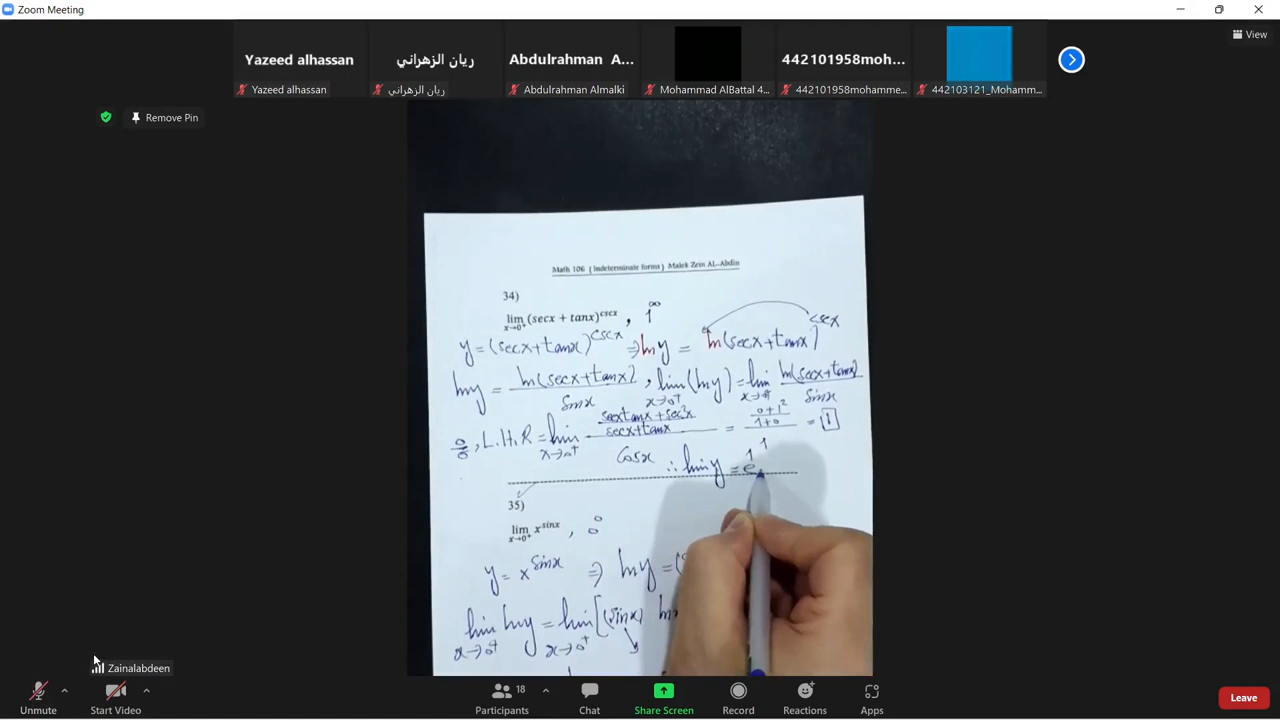 Zoom Meeting
View
Yazeed alhassan
ريان الزهراني
Abdulrahman A...
442101958moh...
Yazeed alhassan
ريان الزهراني
Abdulrahman Almalki
Mohammad AlBattal 4...
442101958mohamme...
442103121_Mohamm...
Remove Pin
Math 106 ( Indeterminate forms ) Malek Zein AL-Abdin
34)
lim x→0⁺ (secx + tanx)^cscx , 1^∞
y = (secx+tanx)^cscx ⇒ lny = ln(secx+tanx)^cscx
lny = ln(secx+tanx) / sinx , lim x→0⁺ (lny) = lim x→0⁺ ln(secx+tanx) / sinx
0/0 , L.H.R = lim x→0⁺ ((secxtanx + sec²x) / (secx+tanx)) / Cosx = ((0+1²) / (1+0)) / 1 = 1
∴ lim y = e¹
35)
lim x→0⁺ x^sinx , 0⁰
y = x^sinx ⇒ lny = (
lim x→0⁺ lny = lim x→0⁺ [(sinx) ln
Zainalabdeen
Unmute
Start Video
18
Participants
Chat
Share Screen
Record
Reactions
Apps
Leave